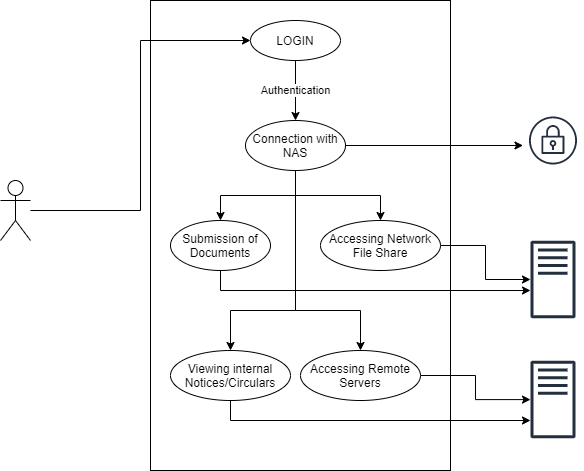 LOGIN
Authentication
Connection with
NAS
Submission of
Documents
Accessing Network
File Share
Viewing internal
Notices/Circulars
Accessing Remote
Servers